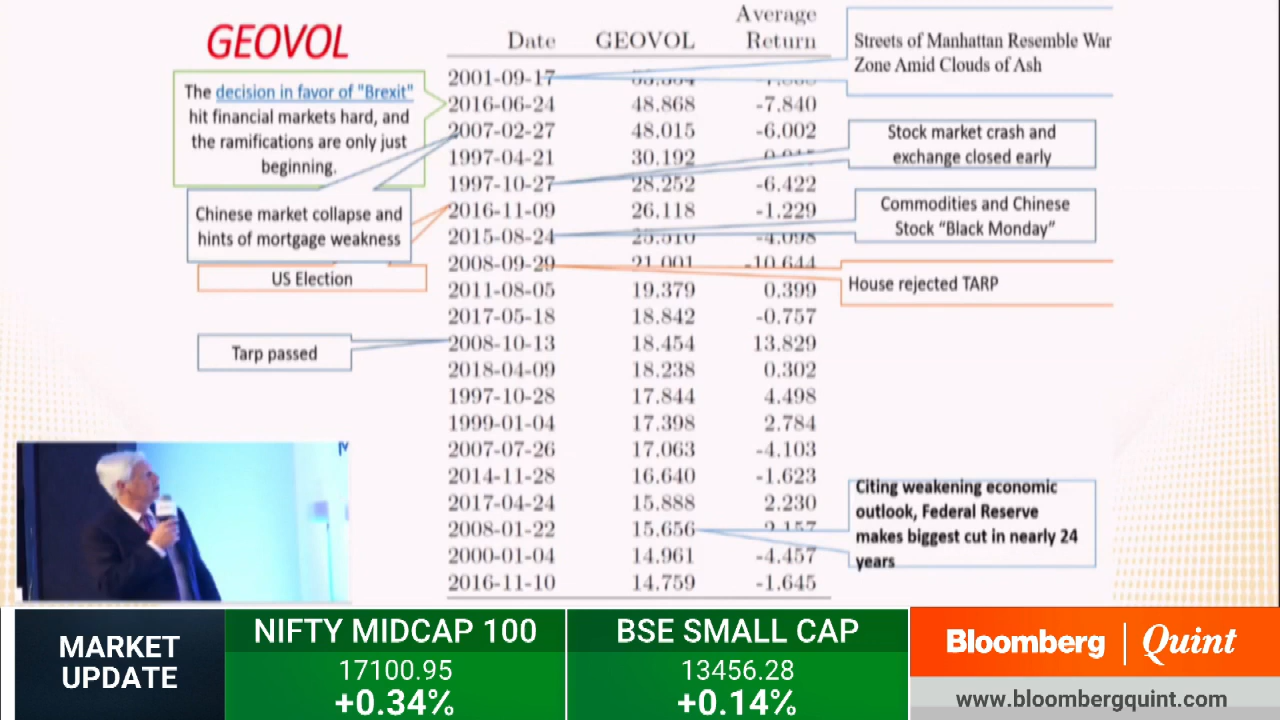 GEOVOL
Date GEOVOL Average Return
2001-09-17
2016-06-24 48.868 -7.840
2007-02-27 48.015 -6.002
1997-04-21 30.192
1997-10-27 28.252 -6.422
2016-11-09 26.118 -1.229
2015-08-24 -4.098
2008-09-29 21.001 -10.644
2011-08-05 19.379 0.399
2017-05-18 18.842 -0.757
2008-10-13 18.454 13.829
2018-04-09 18.238 0.302
1997-10-28 17.844 4.498
1999-01-04 17.398 2.784
2007-07-26 17.063 -4.103
2014-11-28 16.640 -1.623
2017-04-24 15.888 2.230
2008-01-22 15.656
2000-01-04 14.961 -4.457
2016-11-10 14.759 -1.645
The decision in favor of "Brexit"
hit financial markets hard, and
the ramifications are only just
beginning.
Chinese market collapse and
hints of mortgage weakness
US Election
Tarp passed
Streets of Manhattan Resemble War
Zone Amid Clouds of Ash
Stock market crash and
exchange closed early
Commodities and Chinese
Stock “Black Monday”
House rejected TARP
Citing weakening economic
outlook, Federal Reserve
makes biggest cut in nearly 24
years
MARKET
UPDATE
NIFTY MIDCAP 100
17100.95
+0.34%
BSE SMALL CAP
13456.28
+0.14%
Bloomberg | Quint
www.bloombergquint.com